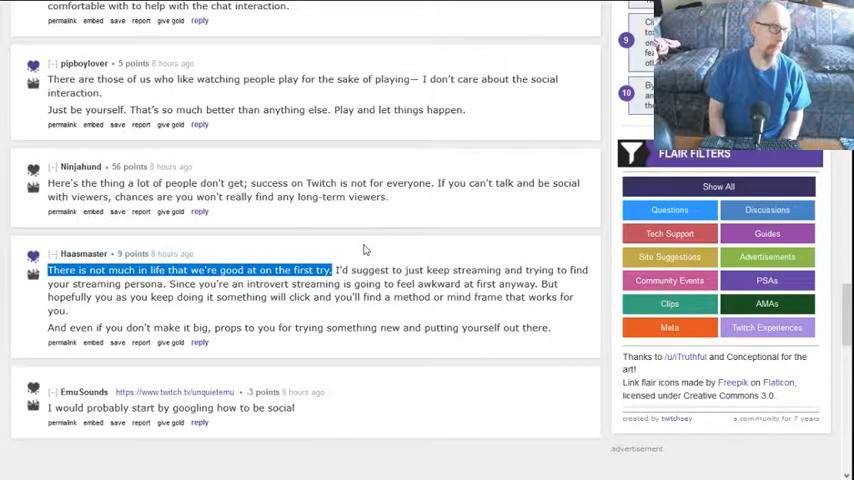 comfortable with to help with the chat interaction.
permalink embed save report give gold reply
[–] pipboylover • 5 points 8 hours ago
There are those of us who like watching people play for the sake of playing— I don't care about the social
interaction.
Just be yourself. That's so much better than anything else. Play and let things happen.
permalink embed save report give gold reply
[–] Ninjahund • 56 points 8 hours ago
Here's the thing a lot of people don't get; success on Twitch is not for everyone. If you can't talk and be social
with viewers, chances are you won't really find any long-term viewers.
permalink embed save report give gold reply
[–] Haasmaster • 9 points 8 hours ago
There is not much in life that we're good at on the first try. I'd suggest to just keep streaming and trying to find
your streaming persona. Since you're an introvert streaming is going to feel awkward at first anyway. But
hopefully you as you keep doing it something will click and you'll find a method or mind frame that works for
you.
And even if you don't make it big, props to you for trying something new and putting yourself out there.
permalink embed save report give gold reply
[–] EmuSounds https://www.twitch.tv/unquietemu • -3 points 8 hours ago
I would probably start by googling how to be social
permalink embed save report give gold reply
9
10
FLAIR FILTERS
Show All
Questions Discussions
Tech Support Guides
Site Suggestions Advertisements
Community Events PSAs
Clips AMAs
Meta Twitch Experiences
Thanks to /u/iTruthful and Conceptional for the
art!
Link flair icons made by Freepik on Flaticon,
licensed under Creative Commons 3.0.
created by twitchsey a community for 7 years
advertisement